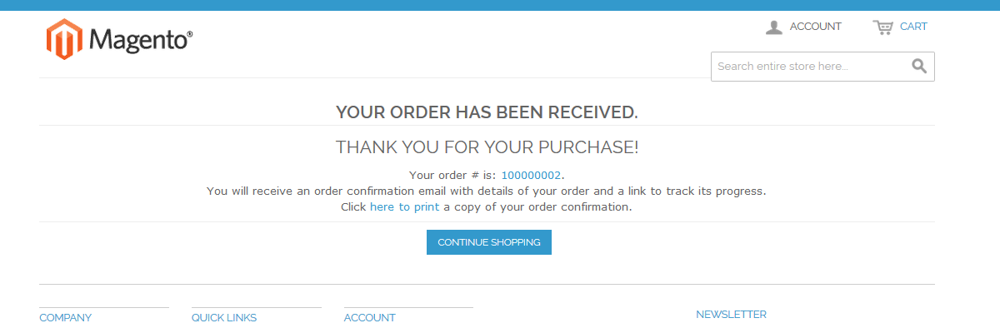 Magento®
ACCOUNT
CART
Search entire store here...
YOUR ORDER HAS BEEN RECEIVED.
THANK YOU FOR YOUR PURCHASE!
Your order # is: 100000002.
You will receive an order confirmation email with details of your order and a link to track its progress.
Click here to print a copy of your order confirmation.
CONTINUE SHOPPING
COMPANY
QUICK LINKS
ACCOUNT
NEWSLETTER